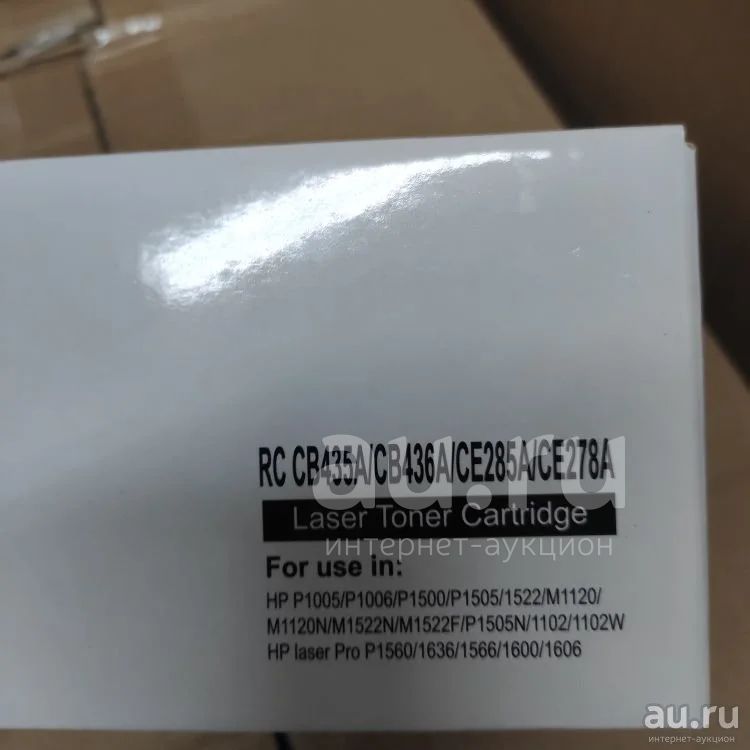 RC CB435A/CB436A/CE285A/CE278A
au.ru
Laser Toner Cartridge
интернет-аукцион
For use in:
HP P1005/P1006/P1500/P1505/1522/M1120/
M1120N/M1522N/M1522F/P1505N/1102/1102W
HP laser Pro P1560/1636/1566/1600/1606
au.ru
интернет-аукцион